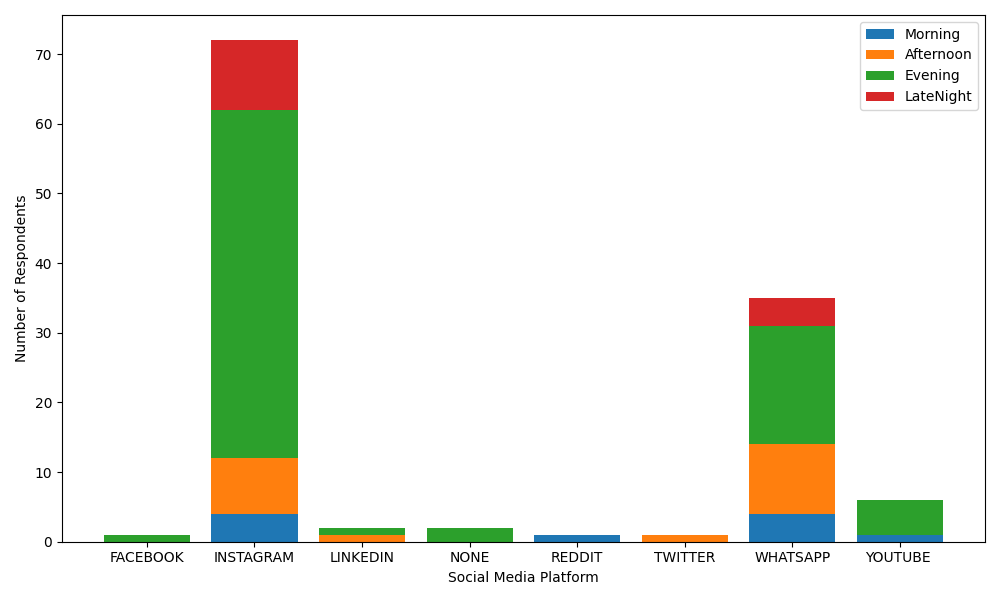 Morning
Afternoon
Evening
LateNight
Number of Respondents
70
60
50
40
30
20
10
0
FACEBOOK INSTAGRAM LINKEDIN NONE REDDIT TWITTER WHATSAPP YOUTUBE
Social Media Platform